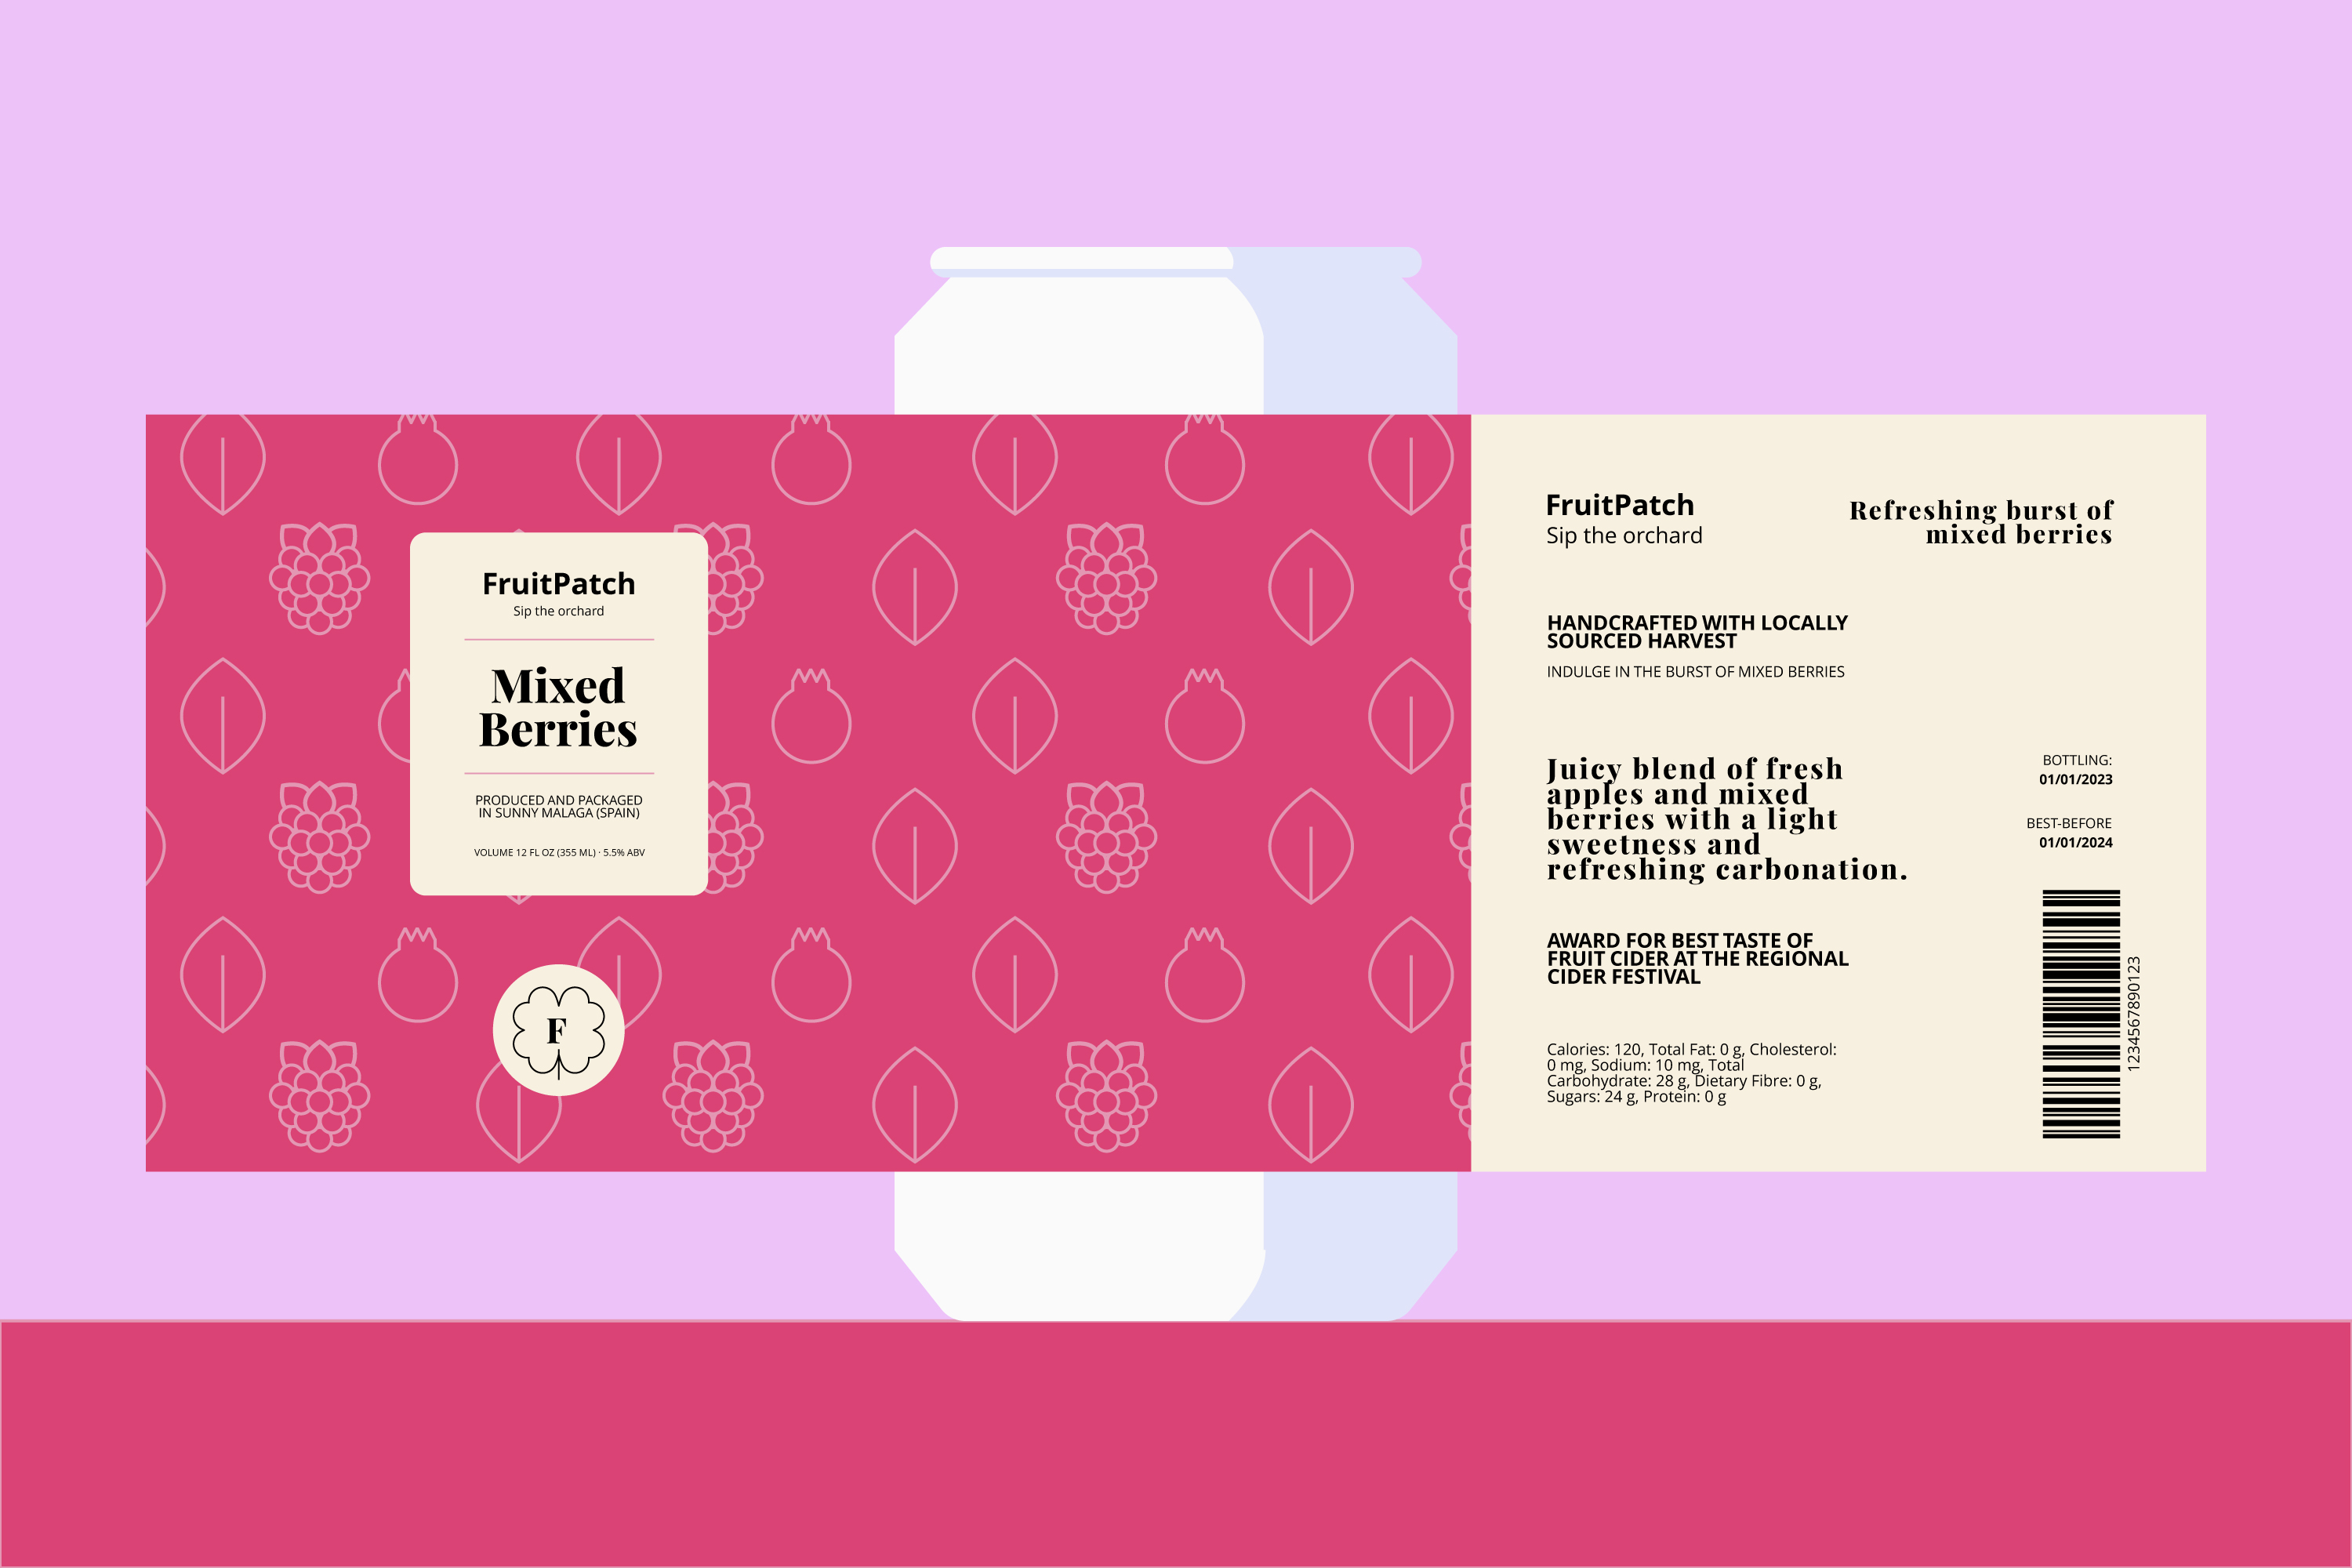 FruitPatch
Sip the orchard
Mixed
Berries
PRODUCED AND PACKAGED
IN SUNNY MALAGA (SPAIN)
VOLUME 12 FL OZ (355 ML) · 5.5% ABV
F
FruitPatch
Sip the orchard
Refreshing burst of
mixed berries
HANDCRAFTED WITH LOCALLY
SOURCED HARVEST
INDULGE IN THE BURST OF MIXED BERRIES
Juicy blend of fresh
apples and mixed
berries with a light
sweetness and
refreshing carbonation.
BOTTLING:
01/01/2023
BEST-BEFORE
01/01/2024
AWARD FOR BEST TASTE OF
FRUIT CIDER AT THE REGIONAL
CIDER FESTIVAL
Calories: 120, Total Fat: 0 g, Cholesterol:
0 mg, Sodium: 10 mg, Total
Carbohydrate: 28 g, Dietary Fibre: 0 g,
Sugars: 24 g, Protein: 0 g
1234567890123